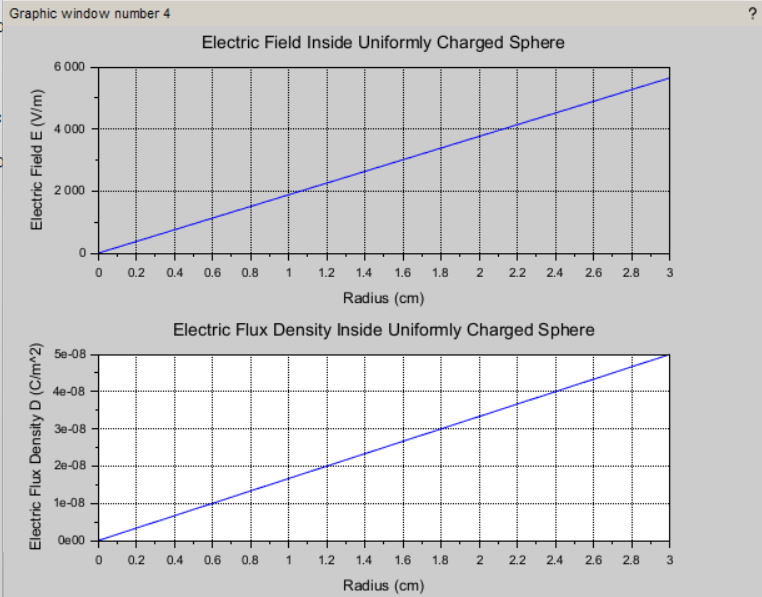 Graphic window number 4
?
Electric Field Inside Uniformly Charged Sphere
Electric Field E (V/m)
6 000
4 000
2 000
0
0 0.2 0.4 0.6 0.8 1 1.2 1.4 1.6 1.8 2 2.2 2.4 2.6 2.8 3
Radius (cm)
Electric Flux Density Inside Uniformly Charged Sphere
Electric Flux Density D (C/m^2)
5e-08
4e-08
3e-08
2e-08
1e-08
0e00
0 0.2 0.4 0.6 0.8 1 1.2 1.4 1.6 1.8 2 2.2 2.4 2.6 2.8 3
Radius (cm)